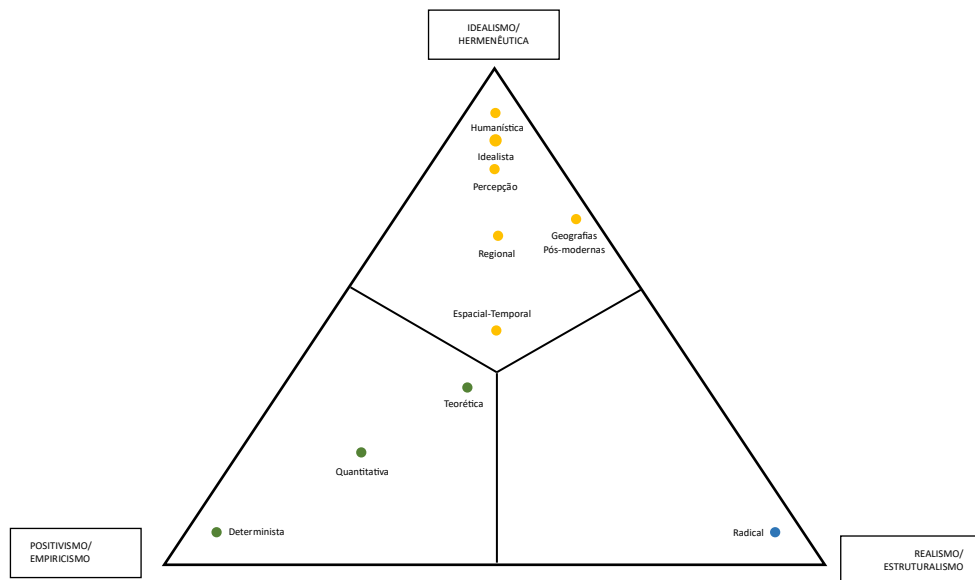 IDEALISMO/
HERMENÊUTICA
Humanística
Idealista
Percepção
Geografias
Pós-modernas
Regional
Espacial-Temporal
Teorética
Quantitativa
Determinista
Radical
POSITIVISMO/
EMPIRICISMO
REALISMO/
ESTRUTURALISMO